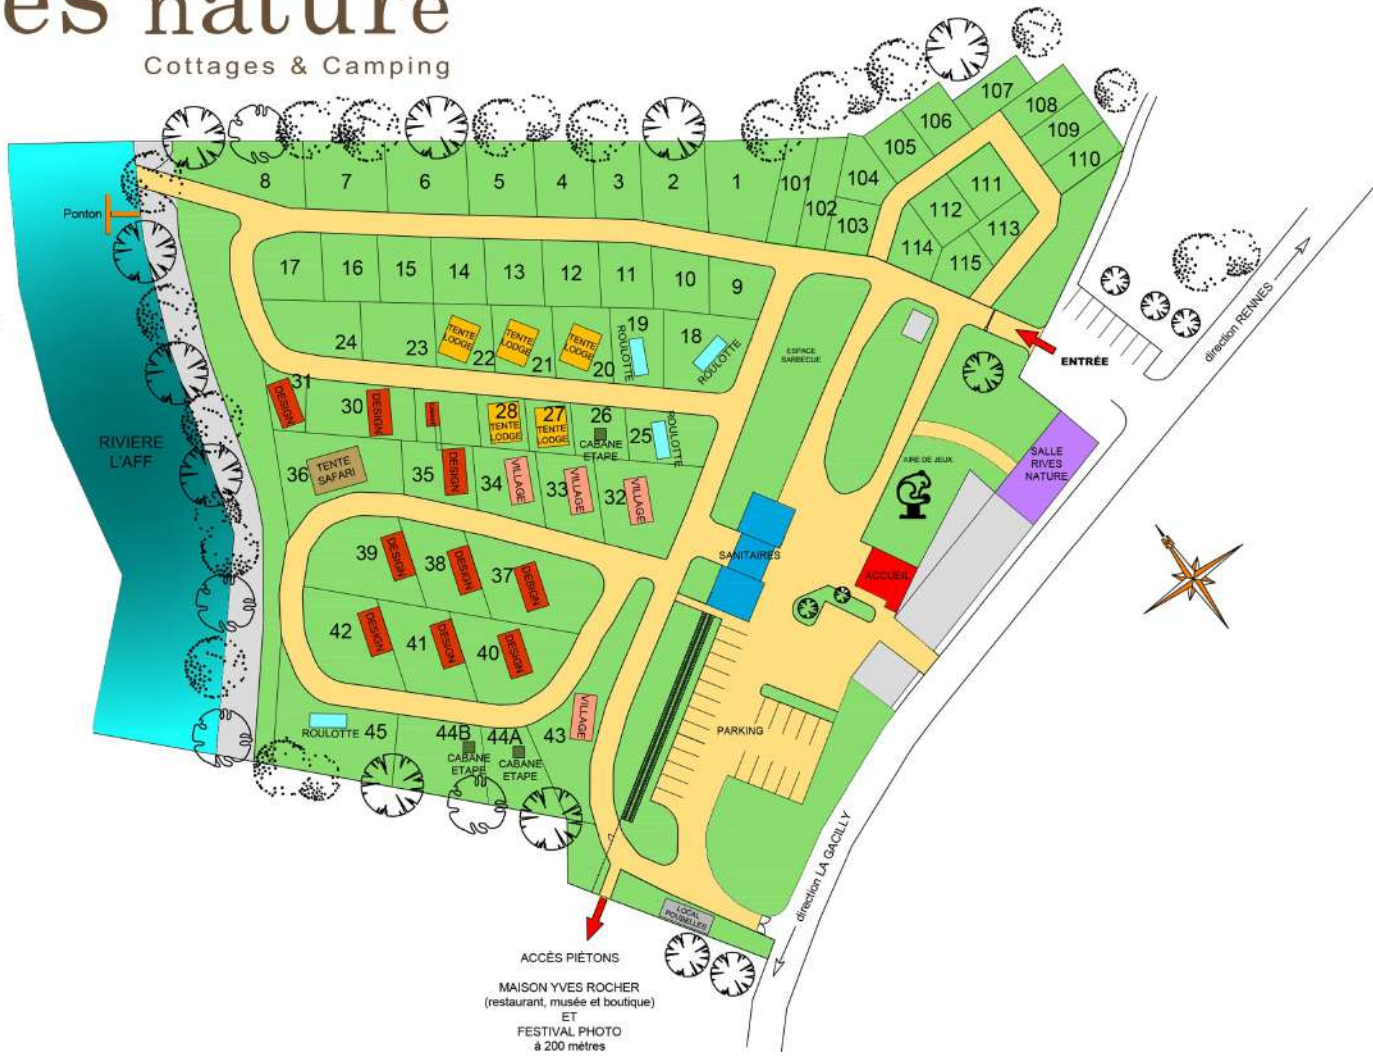 es nature
Cottages & Camping
107
108
109
110
106
105
104
103
102
101
111
112
113
114
115
8
7
6
5
4
3
2
1
Ponton
17
16
15
14
13
12
11
10
9
24
23
TENTE
LODGE
22
TENTE
LODGE
21
TENTE
LODGE
20
19
ROULOTTE
18
ROULOTTE
ESPACE
BARBECUE
ENTRÉE
direction RENNES
31
DESIGN
30
DESIGN
28
TENTE
LODGE
27
TENTE
LODGE
26
CABANE
ETAPE
25
ROULOTTE
RIVIERE
L'AFF
36
TENTE
SAFARI
35
DESIGN
34
VILLAGE
33
VILLAGE
32
VILLAGE
AIRE DE JEUX
SALLE
RIVES
NATURE
N
SANITAIRES
ACCUEIL
39
DESIGN
38
DESIGN
37
DESIGN
42
DESIGN
41
DESIGN
40
DESIGN
ROULOTTE
45
44B
CABANE
ETAPE
44A
CABANE
ETAPE
43
VILLAGE
PARKING
direction LA GACILLY
LOCAL
POUBELLES
ACCÈS PIÉTONS
MAISON YVES ROCHER
(restaurant, musée et boutique)
ET
FESTIVAL PHOTO
à 200 mètres